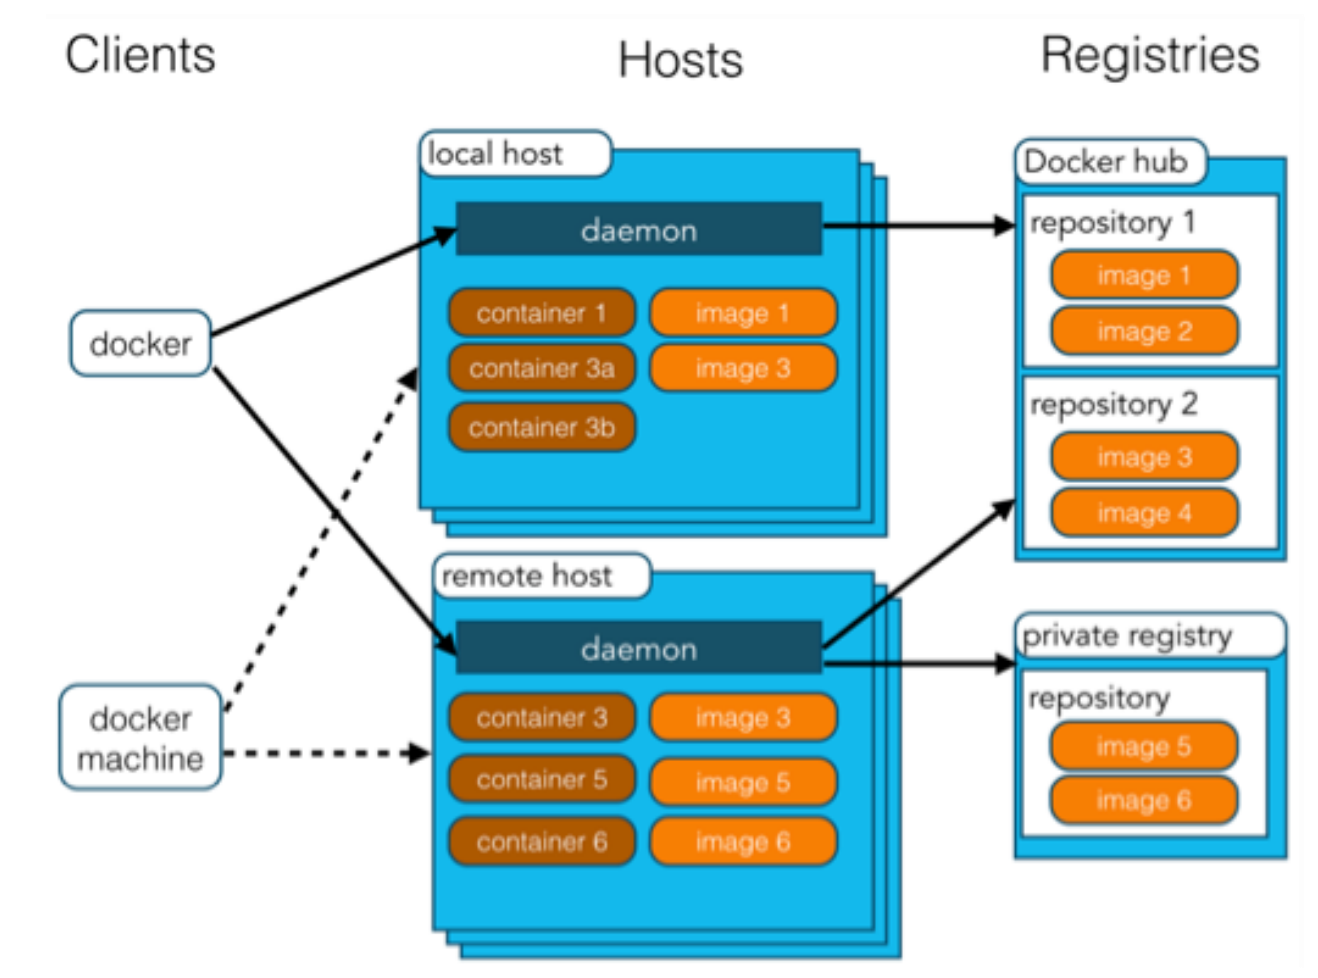 Clients
Hosts
Registries
docker
docker
machine
local host
daemon
container 1
image 1
container 3a
image 3
container 3b
remote host
daemon
container 3
image 3
container 5
image 5
container 6
image 6
Docker hub
repository 1
image 1
image 2
repository 2
image 3
image 4
private registry
repository
image 5
image 6